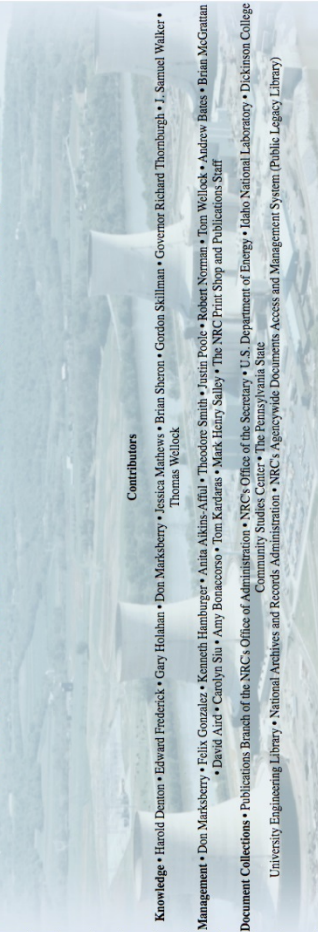 Contributors
Knowledge • Harold Denton • Edward Frederick • Gary Holahan • Don Marksberry • Jessica Mathews • Brian Sheron • Gordon Skillman • Governor Richard Thornburgh • J. Samuel Walker •
Thomas Wellock
Management • Don Marksberry • Felix Gonzalez • Kenneth Hamburger • Anita Aikins-Afful • Theodore Smith • Justin Poole • Robert Norman • Tom Wellock • Andrew Bates • Brian McGrattan
• David Aird • Carolyn Siu • Amy Bonaccorso • Tom Kardaras • Mark Henry Salley • The NRC Print Shop and Publications Staff
Document Collections • Publications Branch of the NRC's Office of Administration • NRC's Office of the Secretary • U.S. Department of Energy • Idaho National Laboratory • Dickinson College
Community Studies Center • The Pennsylvania State
University Engineering Library • National Archives and Records Administration • NRC's Agencywide Documents Access and Management System (Public Legacy Library)